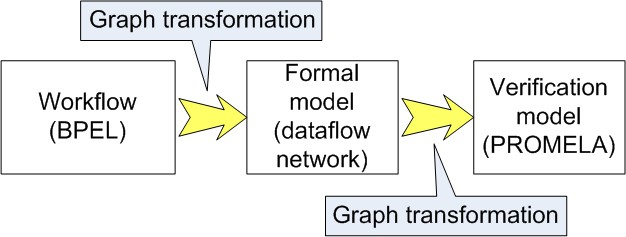 Graph transformation
Workflow
(BPEL)
Formal
model
(dataflow
network)
Verification
model
(PROMELA)
Graph transformation